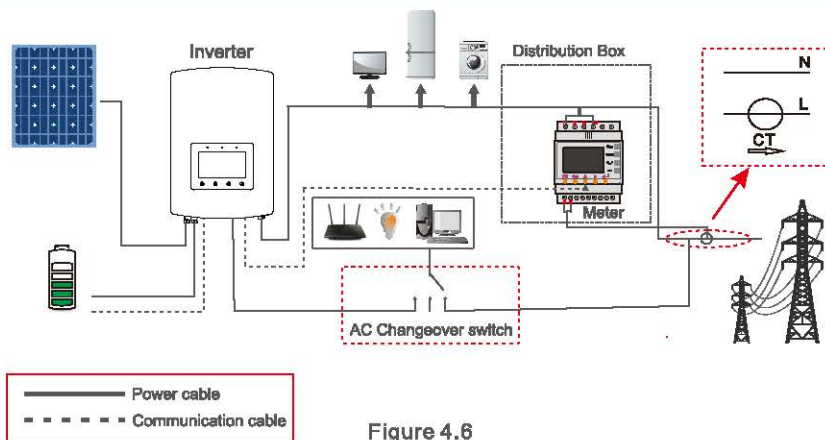 Inverter
Distribution Box
N
L
CT
Meter
AC Changeover switch
Power cable
Communication cable
Figure 4.6